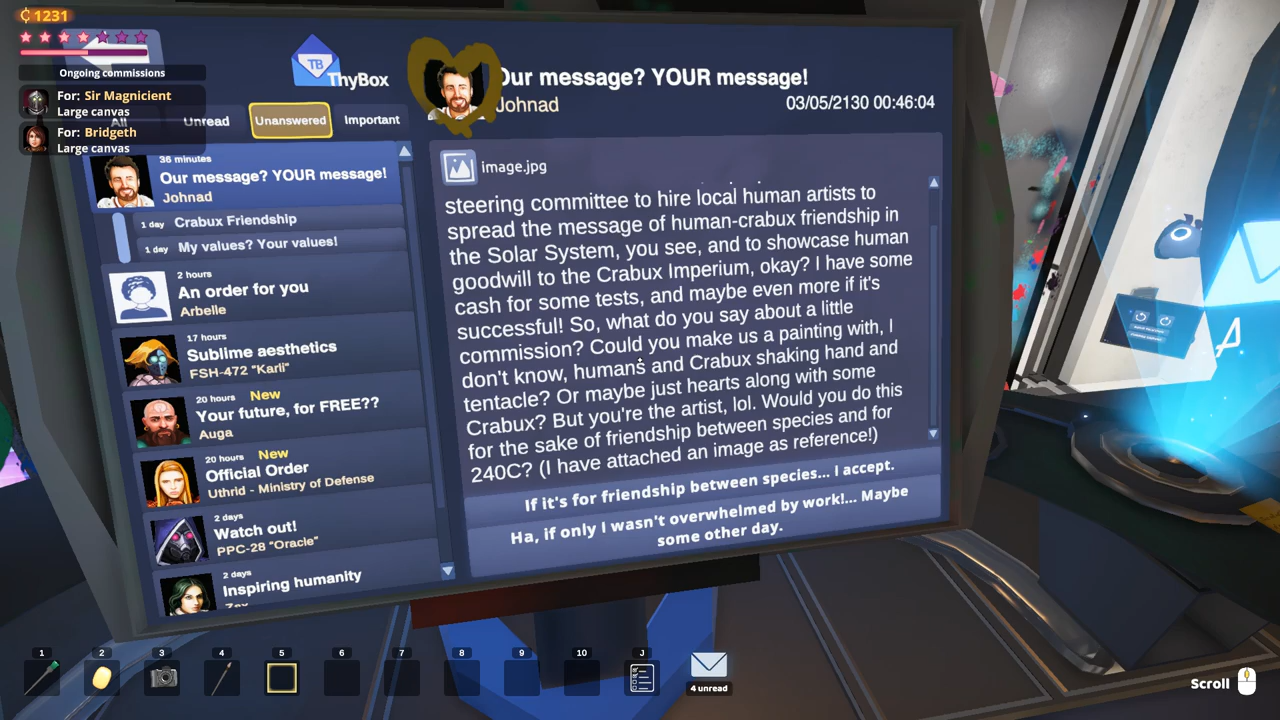 1231
Ongoing commissions
For: Sir Magnicient
Large canvas
For: Bridgeth
Large canvas
TB
ThyBox
All
Unread
Unanswered
Important
36 minutes
Our message? YOUR message!
Johnad
1 day Crabux Friendship
1 day My values? Your values!
2 hours
An order for you
Arbelle
17 hours
Sublime aesthetics
FSH-472 "Karli"
20 hours New
Your future, for FREE??
Auga
20 hours New
Official Order
Uthrid - Ministry of Defense
2 days
Watch out!
PPC-28 "Oracle"
2 days
Inspiring humanity
Our message? YOUR message!
Johnad
03/05/2130 00:46:04
image.jpg
steering committee to hire local human artists to
spread the message of human-crabux friendship in
the Solar System, you see, and to showcase human
goodwill to the Crabux Imperium, okay? I have some
cash for some tests, and maybe even more if it's
successful! So, what do you say about a little
commission? Could you make us a painting with, I
don't know, humans and Crabux shaking hand and
tentacle? Or maybe just hearts along with some
Crabux? But you're the artist, lol. Would you do this
for the sake of friendship between species and for
240C? (I have attached an image as reference!)
If it's for friendship between species... I accept.
Ha, if only I wasn't overwhelmed by work!... Maybe
some other day.
1
2
3
4
5
6
7
8
9
10
J
4 unread
Scroll